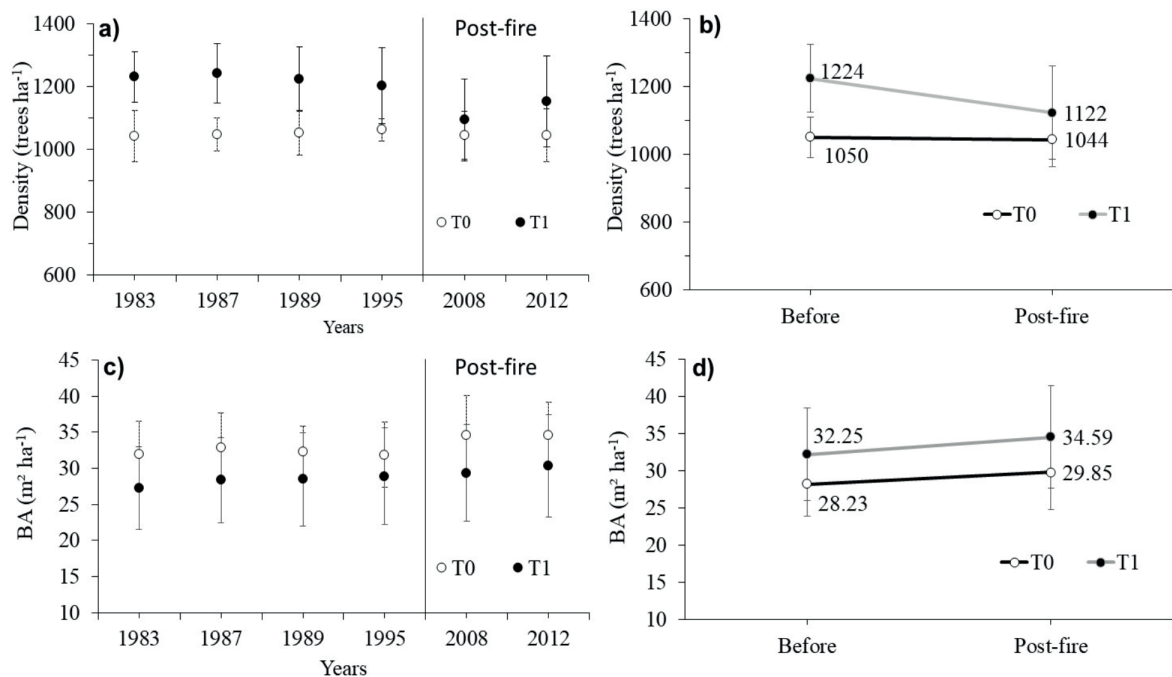 a)
Post-fire
Density (trees ha⁻¹)
1400
1200
1000
800
600
T0
T1
1983
1987
1989
1995
2008
2012
Years
b)
Density (trees ha⁻¹)
1400
1200
1000
800
600
1224
1122
1050
1044
T0
T1
Before
Post-fire
c)
Post-fire
BA (m² ha⁻¹)
45
40
35
30
25
20
15
10
T0
T1
1983
1987
1989
1995
2008
2012
Years
d)
BA (m² ha⁻¹)
45
40
35
30
25
20
15
10
32.25
34.59
28.23
29.85
T0
T1
Before
Post-fire